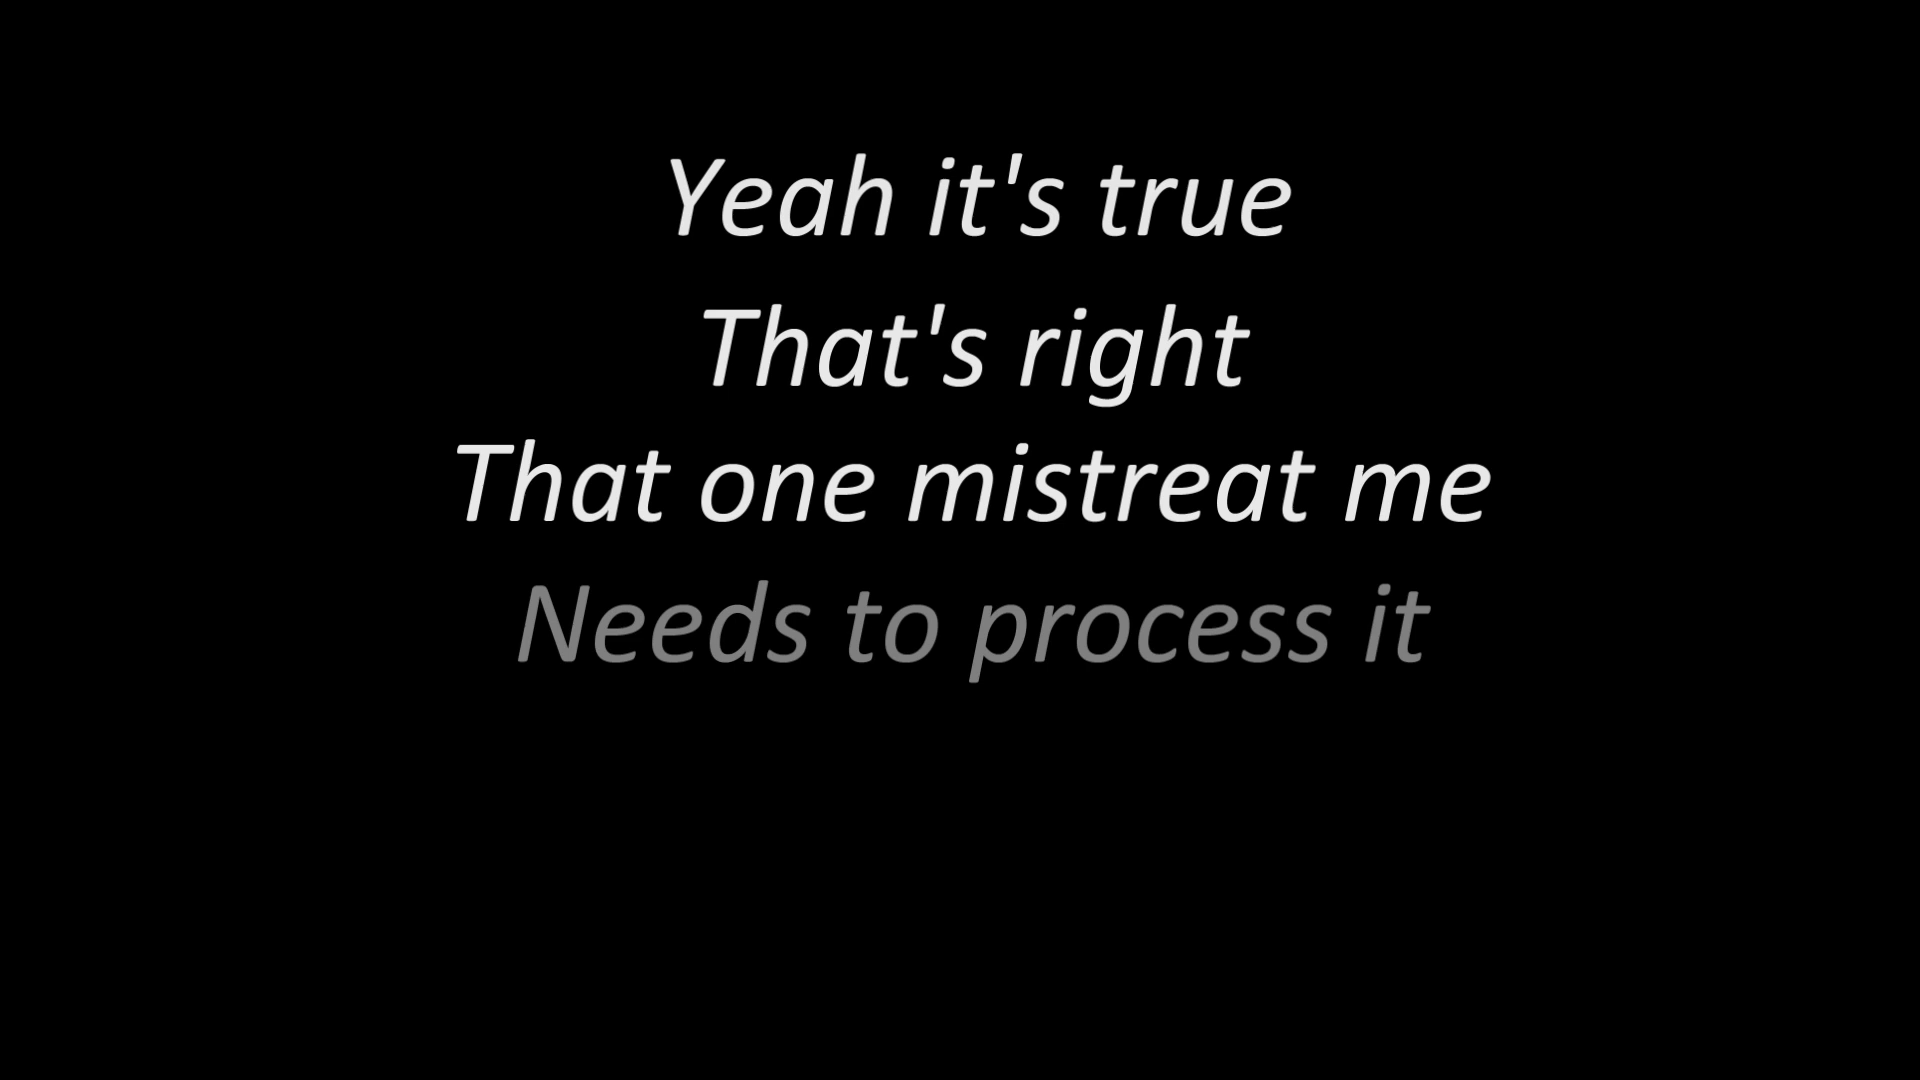 Yeah it's true
That's right
That one mistreat me
Needs to process it